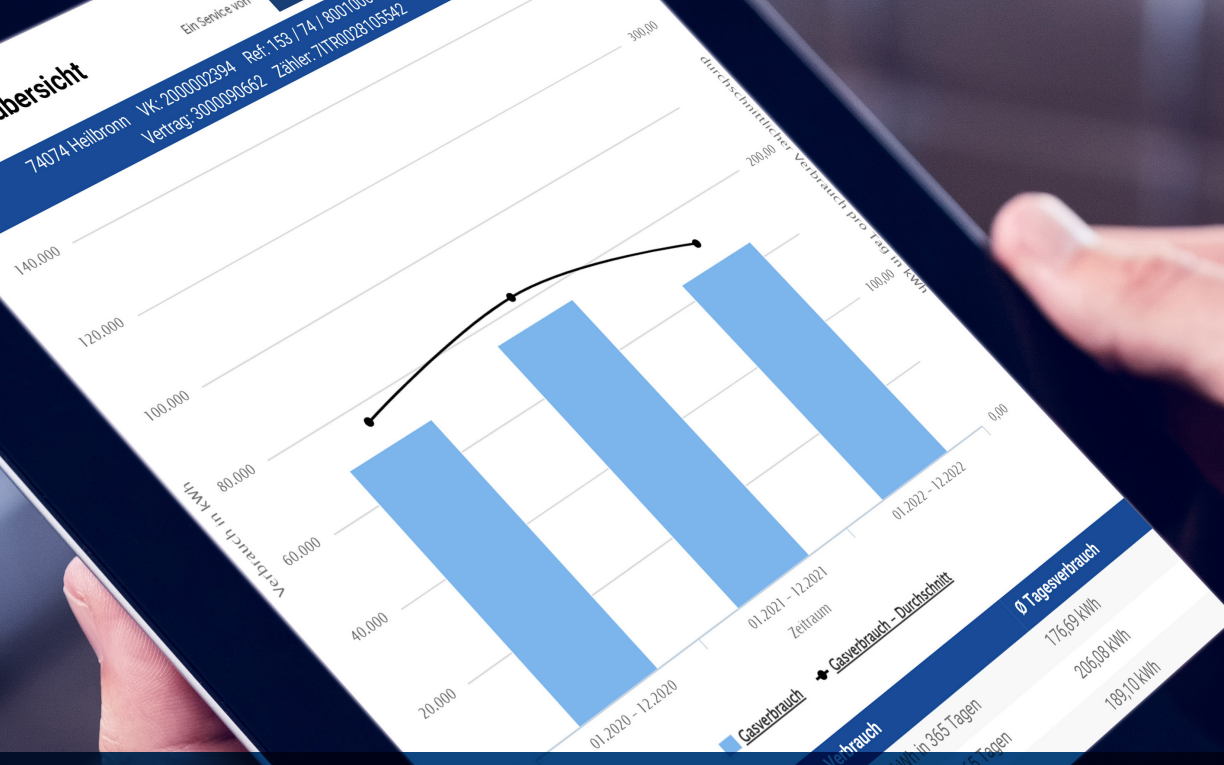 Ein Service von
übersicht
74074 Heilbronn VK: 2000002394 Ref: 153 / 74 / 8001000
Vertrag: 3000090662 Zähler: 7ITR0028105542
140.000
120.000
100.000
80.000
60.000
40.000
20.000
Verbrauch in kWh
300,00
200,00
100,00
0,00
durchschnittlicher Verbrauch pro Tag in kWh
01.2020 - 12.2020
01.2021 - 12.2021
01.2022 - 12.2022
Zeitraum
Gasverbrauch
Gasverbrauch - Durchschnitt
Verbrauch Ø Tagesverbrauch
kWh in 365 Tagen 176,69 kWh
Tagen 206,08 kWh
189,10 kWh